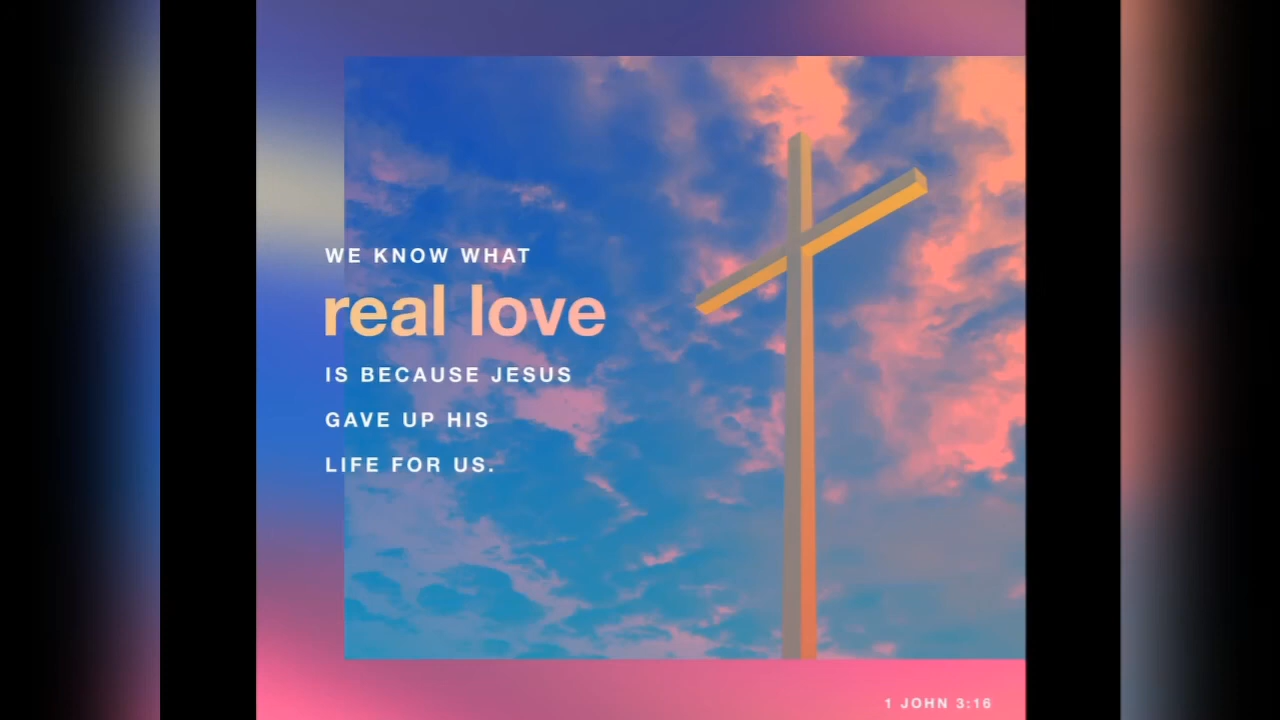 WE KNOW WHAT
real love
IS BECAUSE JESUS
GAVE UP HIS
LIFE FOR US.
1 JOHN 3:16